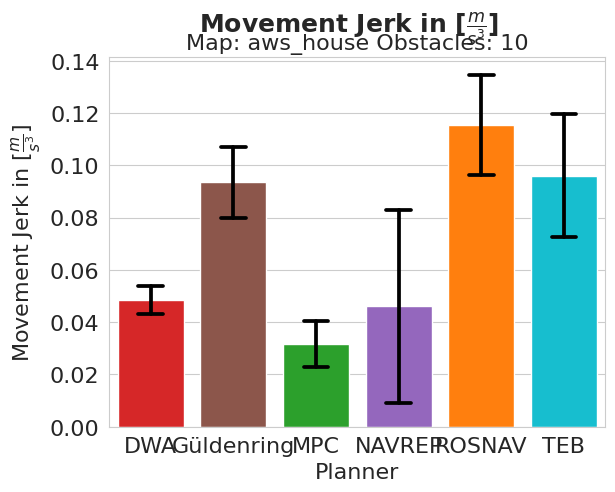 Movement Jerk in [m/s³]
Map: aws_house Obstacles: 10
Movement Jerk in [m/s³]
0.14
0.12
0.10
0.08
0.06
0.04
0.02
0.00
DWA Güldenring MPC NAVREP ROSNAV TEB
Planner